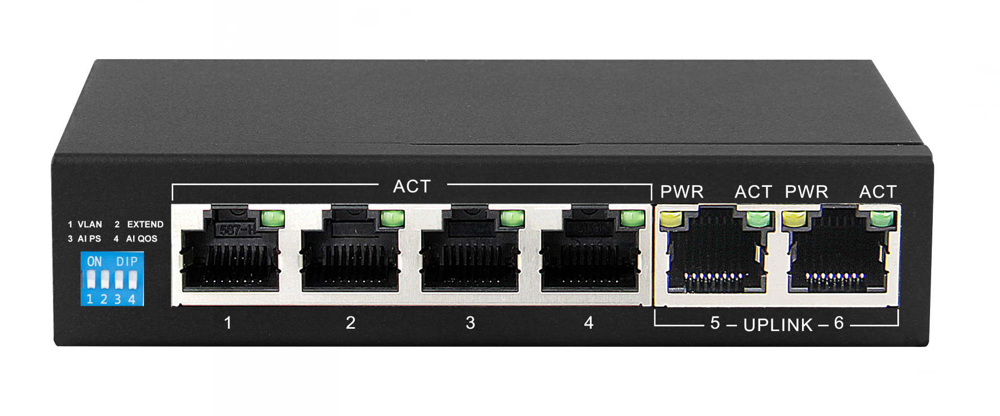 ACT
PWR ACT PWR ACT
1 VLAN 2 EXTEND
3 AI PS 4 AI QOS
587-H
ON DIP
1 2 3 4
1 2 3 4
5 – UPLINK – 6